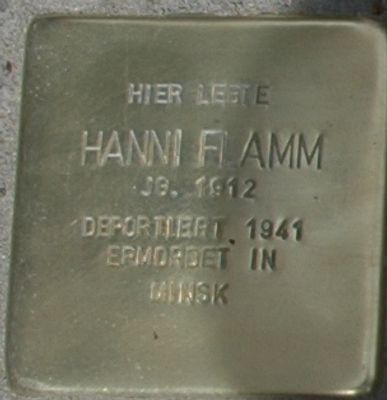 HIER LEBTE
HANNI FLAMM
JG. 1912
DEPORTIERT 1941
ERMORDET IN
MINSK